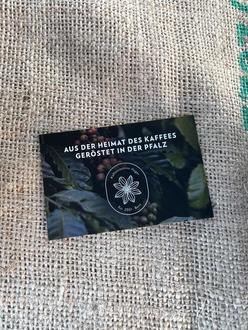 AUS DER HEIMAT DES KAFFEES
GERÖSTET IN DER PFALZ